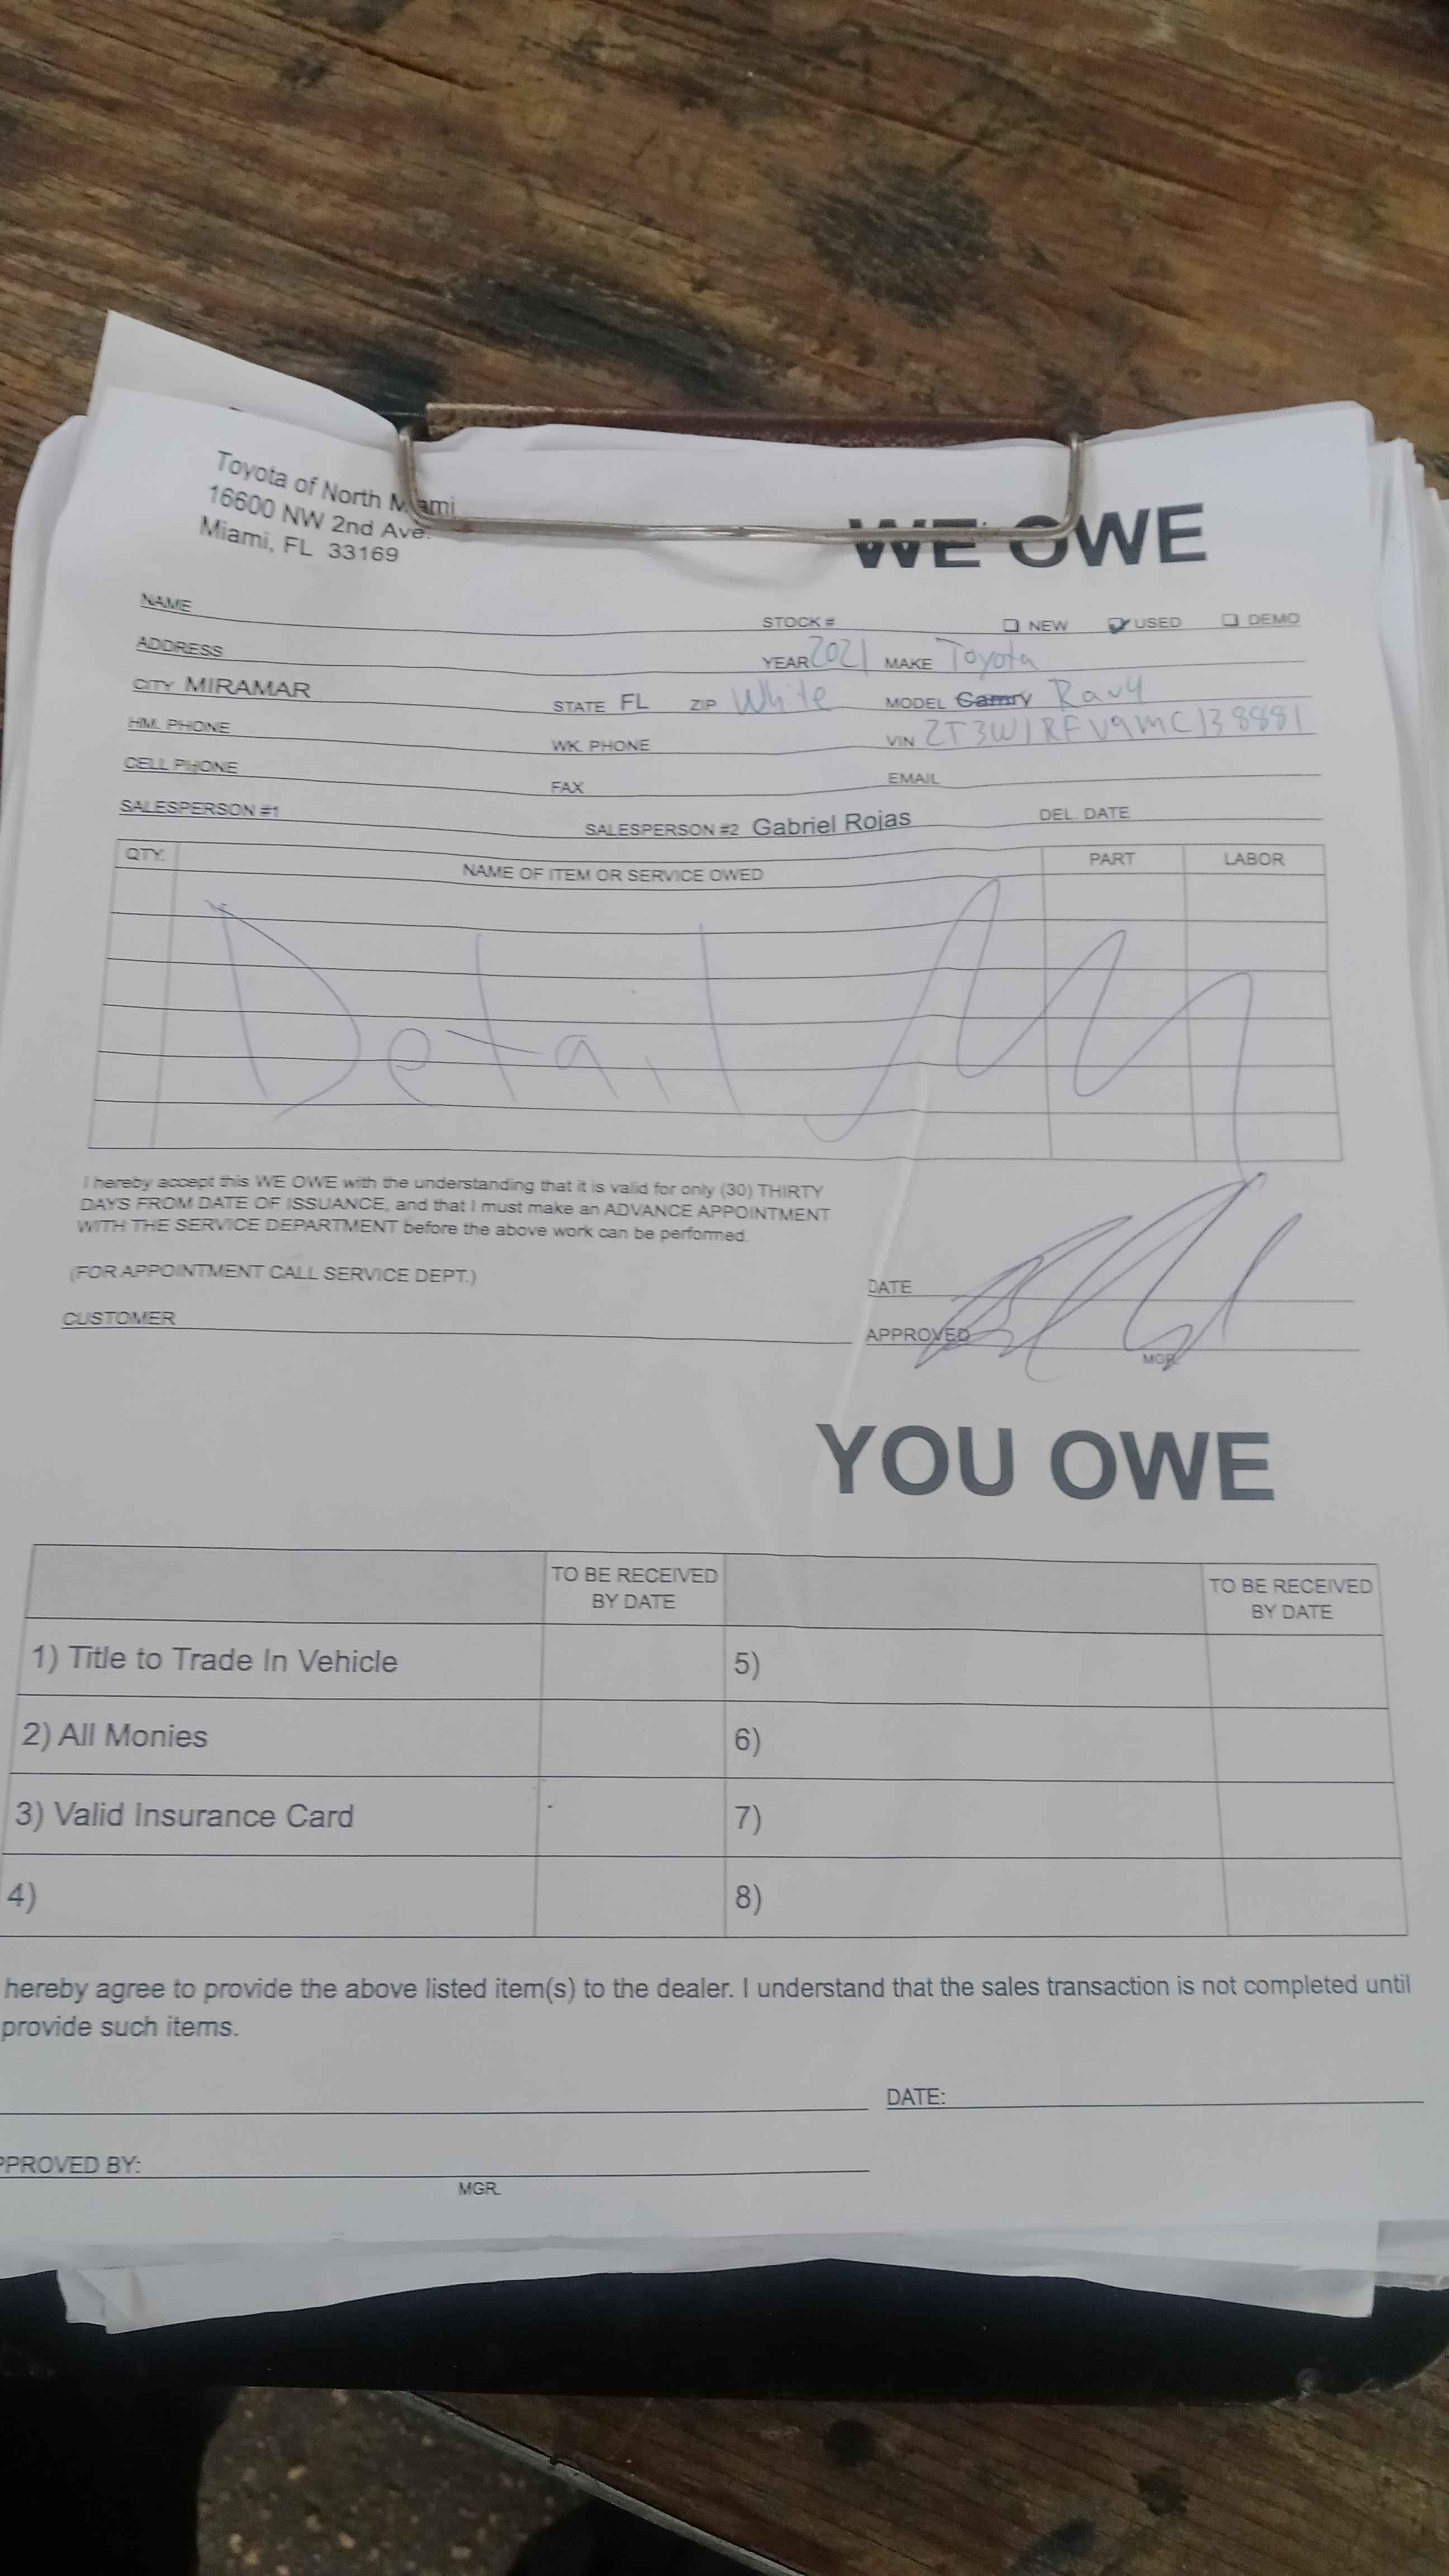 Toyota of North Miami
16600 NW 2nd Ave.
Miami, FL 33169
WE OWE
NAME
STOCK # NEW USED DEMO
ADDRESS
YEAR 2021 MAKE Toyota
CITY MIRAMAR STATE FL ZIP White MODEL Camry Rav4
HM. PHONE WK. PHONE VIN 2T3W1RFV9MC138881
CELL PHONE FAX EMAIL
SALESPERSON #1 SALESPERSON #2 Gabriel Rojas DEL. DATE
QTY. NAME OF ITEM OR SERVICE OWED PART LABOR
Detail
I hereby accept this WE OWE with the understanding that it is valid for only (30) THIRTY
DAYS FROM DATE OF ISSUANCE, and that I must make an ADVANCE APPOINTMENT
WITH THE SERVICE DEPARTMENT before the above work can be performed.
(FOR APPOINTMENT CALL SERVICE DEPT.)
DATE
CUSTOMER
APPROVED
MGR.
YOU OWE
TO BE RECEIVED BY DATE TO BE RECEIVED BY DATE
1) Title to Trade In Vehicle 5)
2) All Monies 6)
3) Valid Insurance Card 7)
4) 8)
hereby agree to provide the above listed item(s) to the dealer. I understand that the sales transaction is not completed until
provide such items.
DATE:
PPROVED BY:
MGR.